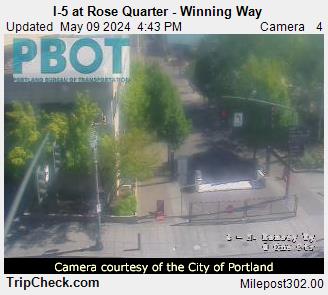 I-5 at Rose Quarter - Winning Way
Updated May 09 2024 4:43 PM Camera 4
PBOT
PORTLAND BUREAU OF TRANSPORTATION
Camera courtesy of the City of Portland
TripCheck.com Milepost302.00